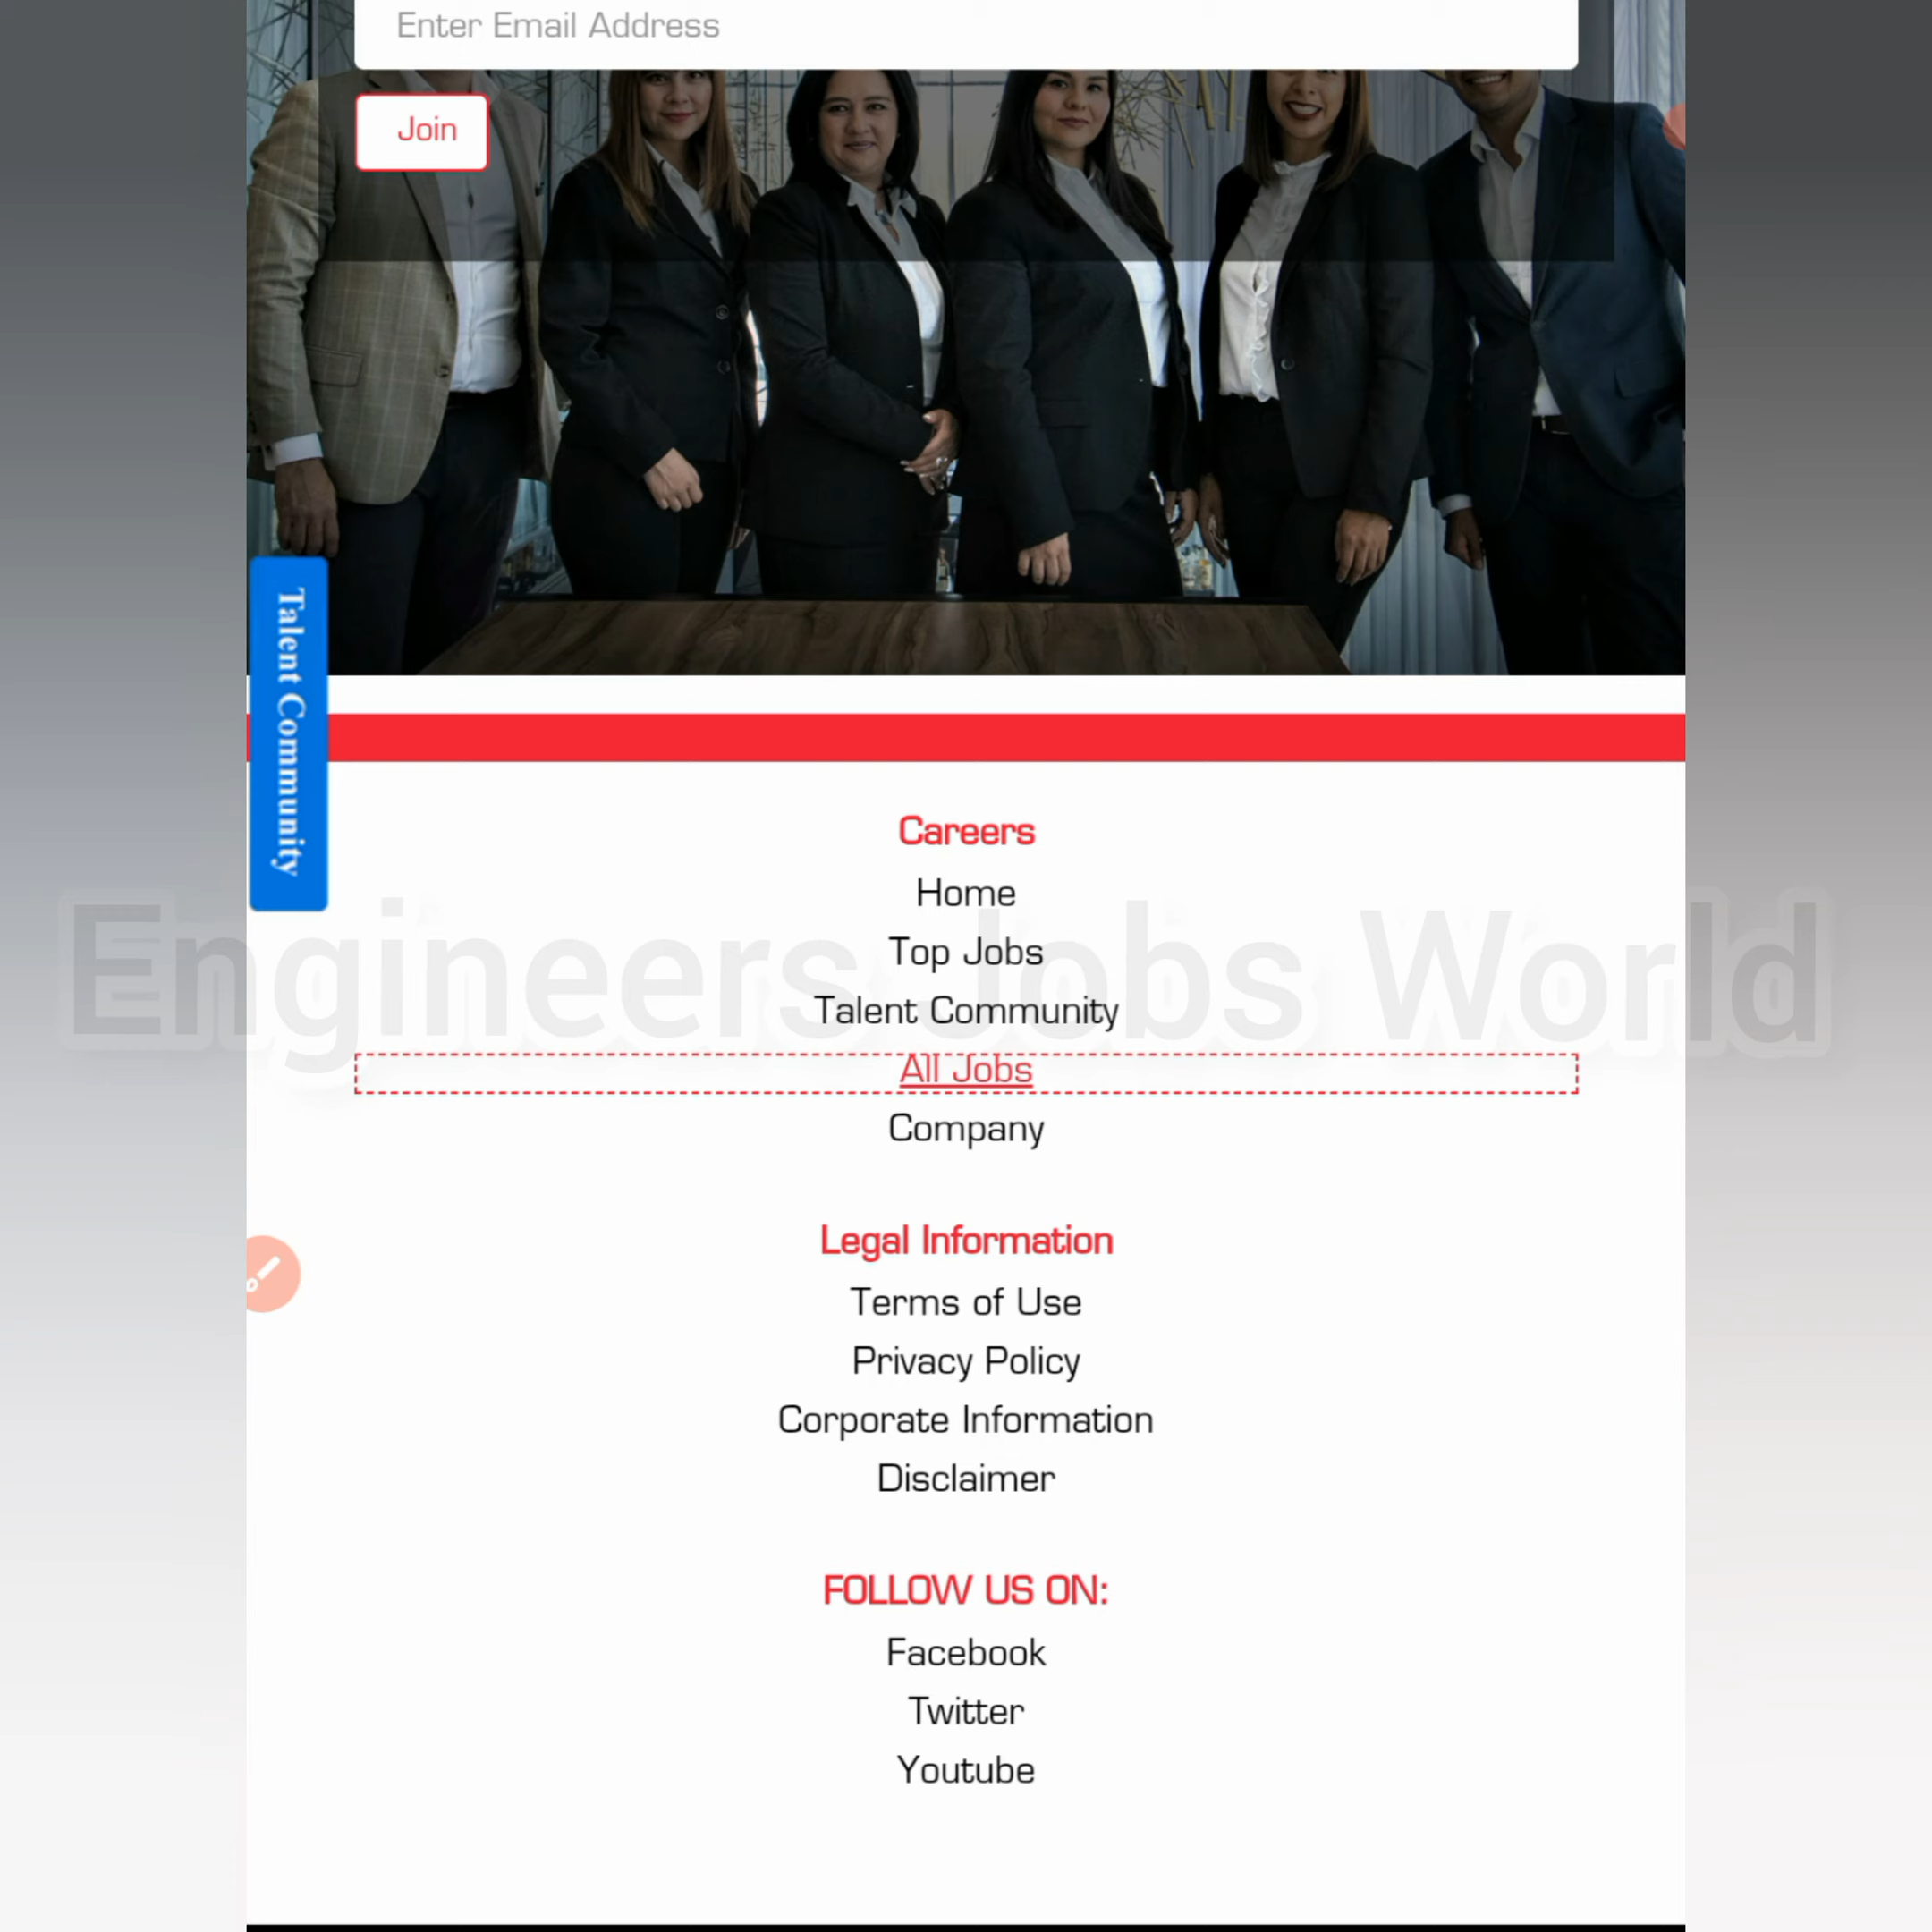 Enter Email Address
Join
Talent Community
Careers
Home
Top Jobs
Talent Community
All Jobs
Company
Engineers Jobs World
Legal Information
Terms of Use
Privacy Policy
Corporate Information
Disclaimer
FOLLOW US ON:
Facebook
Twitter
Youtube